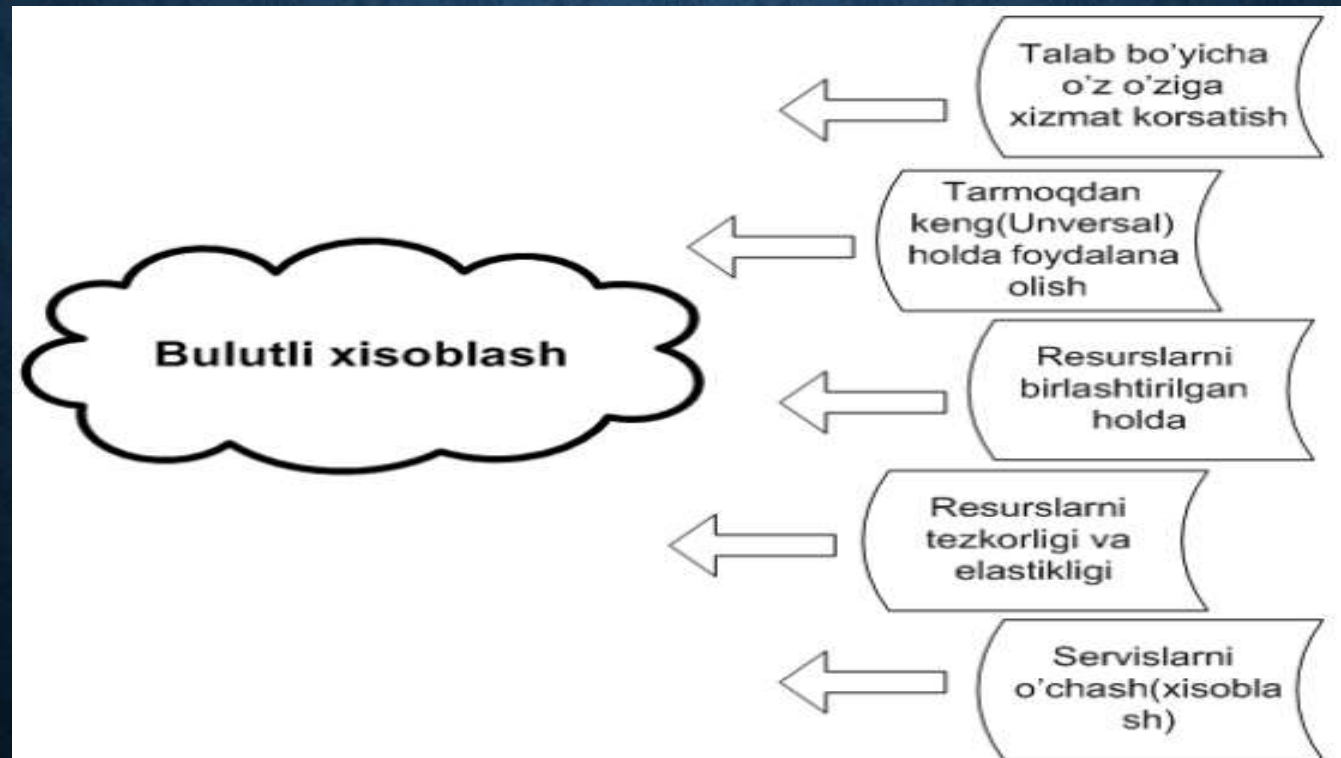 Talab bo'yicha
o'z o'ziga
xizmat korsatish
Tarmoqdan
keng(Unversal)
holda foydalana
olish
Bulutli xisoblash
Resurslarni
birlashtirilgan
holda
Resurslarni
tezkorligi va
elastikligi
Servislarni
o'chash(xisobla
sh)